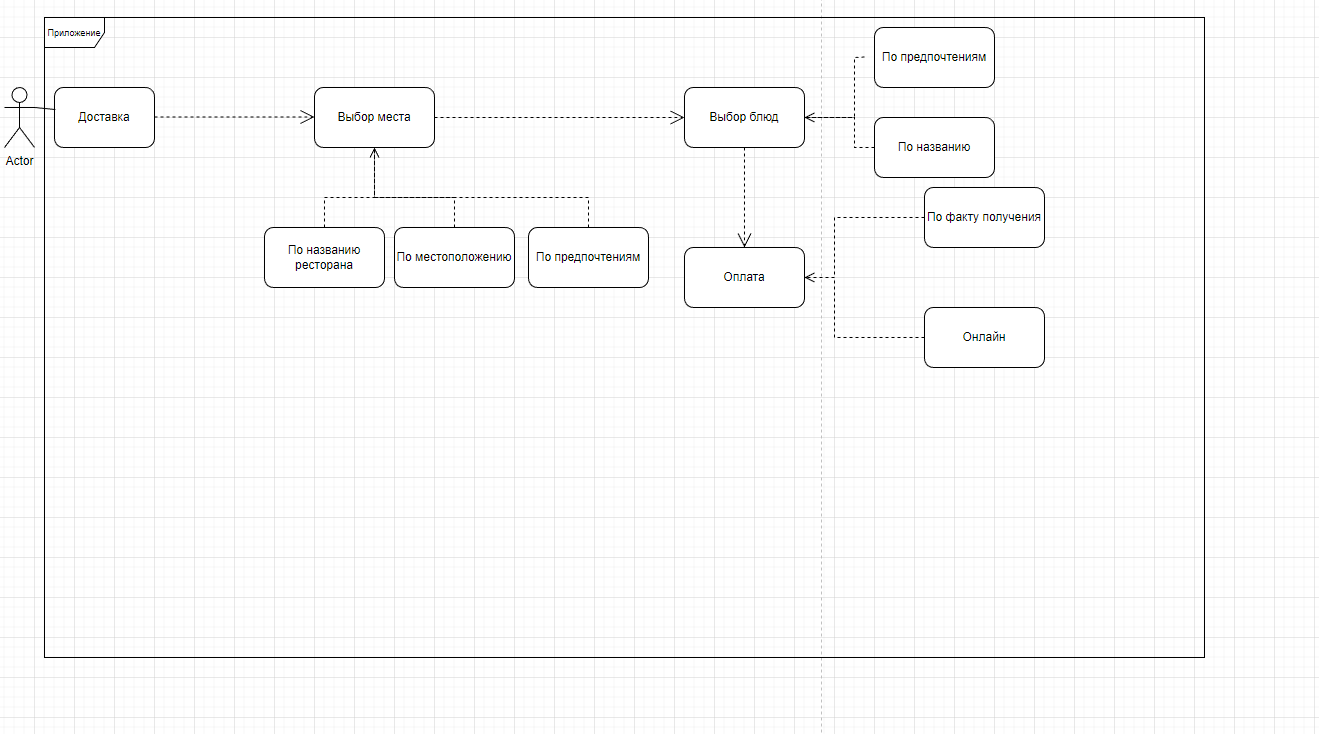 Приложение
По предпочтениям
Доставка
Выбор места
Выбор блюд
По названию
Actor
По факту получения
По названию
ресторана
По местоположению
По предпочтениям
Оплата
Онлайн